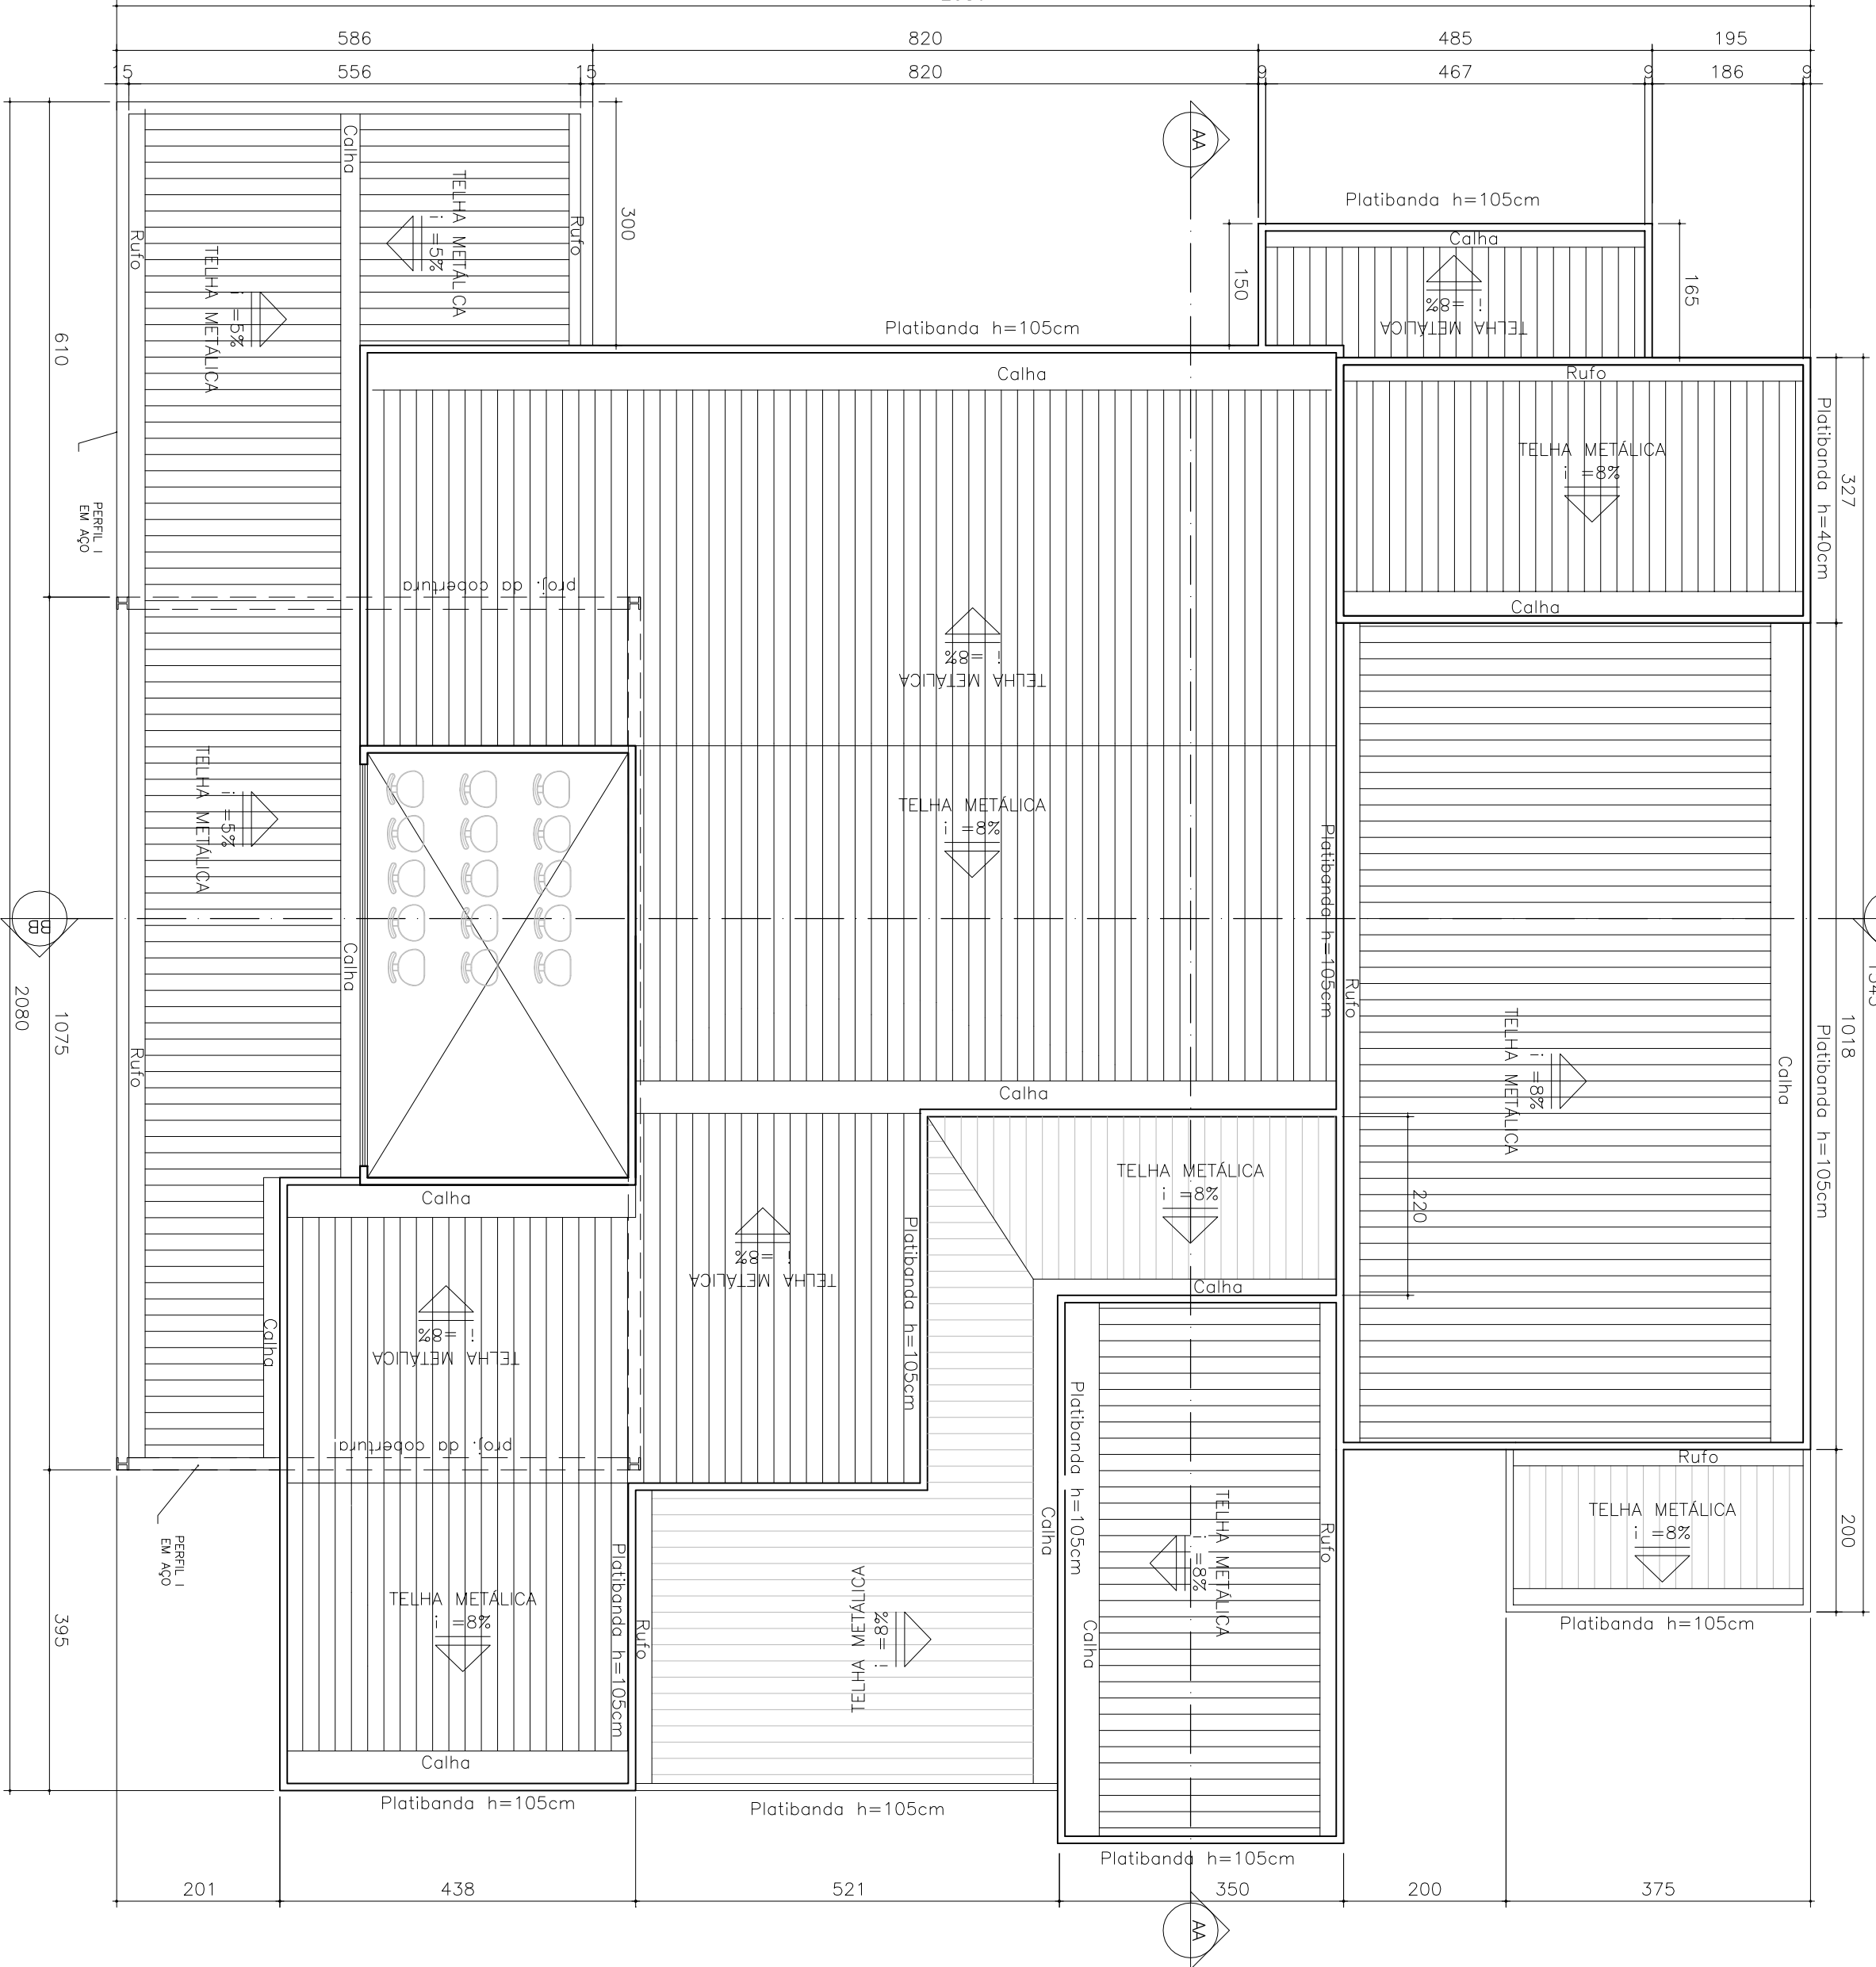 586
820
485
195
15
556
15
820
9
467
9
186
9
AA
Platibanda h=105cm
Calha
i =8%
TELHA METÁLICA
150
165
300
Calha
TELHA METÁLICA
i =5%
Rufo
Rufo
TELHA METÁLICA
i =5%
610
Platibanda h=105cm
Calha
Rufo
TELHA METÁLICA
i =8%
Calha
Platibanda h=40cm
327
PERFIL I
EM AÇO
proj. da cobertura
i =8%
TELHA METÁLICA
TELHA METÁLICA
i =8%
TELHA METÁLICA
i =5%
Platibanda h=105cm
Rufo
BB
Calha
2080
1075
Rufo
TELHA METÁLICA
i =8%
Calha
Platibanda h=105cm
1018
Calha
TELHA METÁLICA
i =8%
220
Calha
Calha
i =8%
TELHA METÁLICA
Platibanda h=105cm
Calha
i =8%
TELHA METÁLICA
proj. da cobertura
Calha
Platibanda h=105cm
Calha
TELHA METÁLICA
i =8%
Rufo
Rufo
TELHA METÁLICA
i =8%
200
Platibanda h=105cm
PERFIL I
EM AÇO
395
TELHA METÁLICA
i =8%
Platibanda h=105cm
Rufo
TELHA METÁLICA
i =8%
Calha
Platibanda h=105cm
Platibanda h=105cm
Platibanda h=105cm
201
438
521
350
200
375
AA